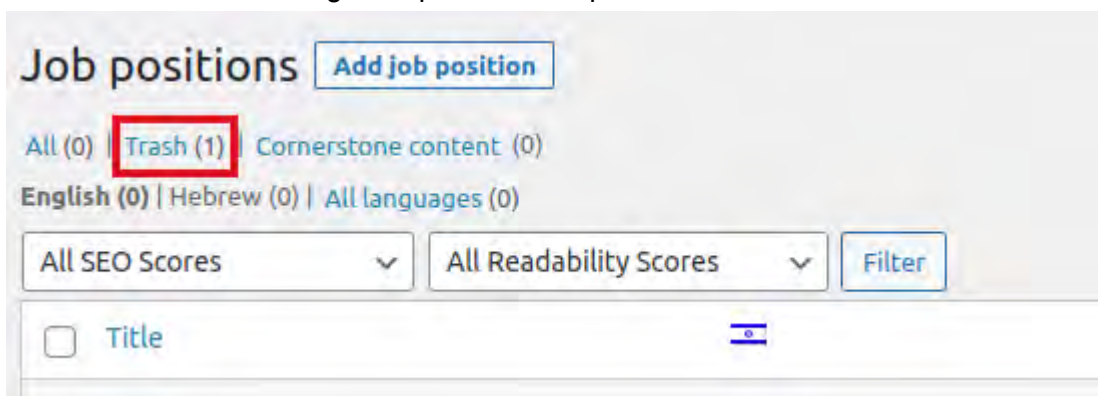 Job positions Add job position
All (0) | Trash (1) | Cornerstone content (0)
English (0) | Hebrew (0) | All languages (0)
All SEO Scores All Readability Scores Filter
Title